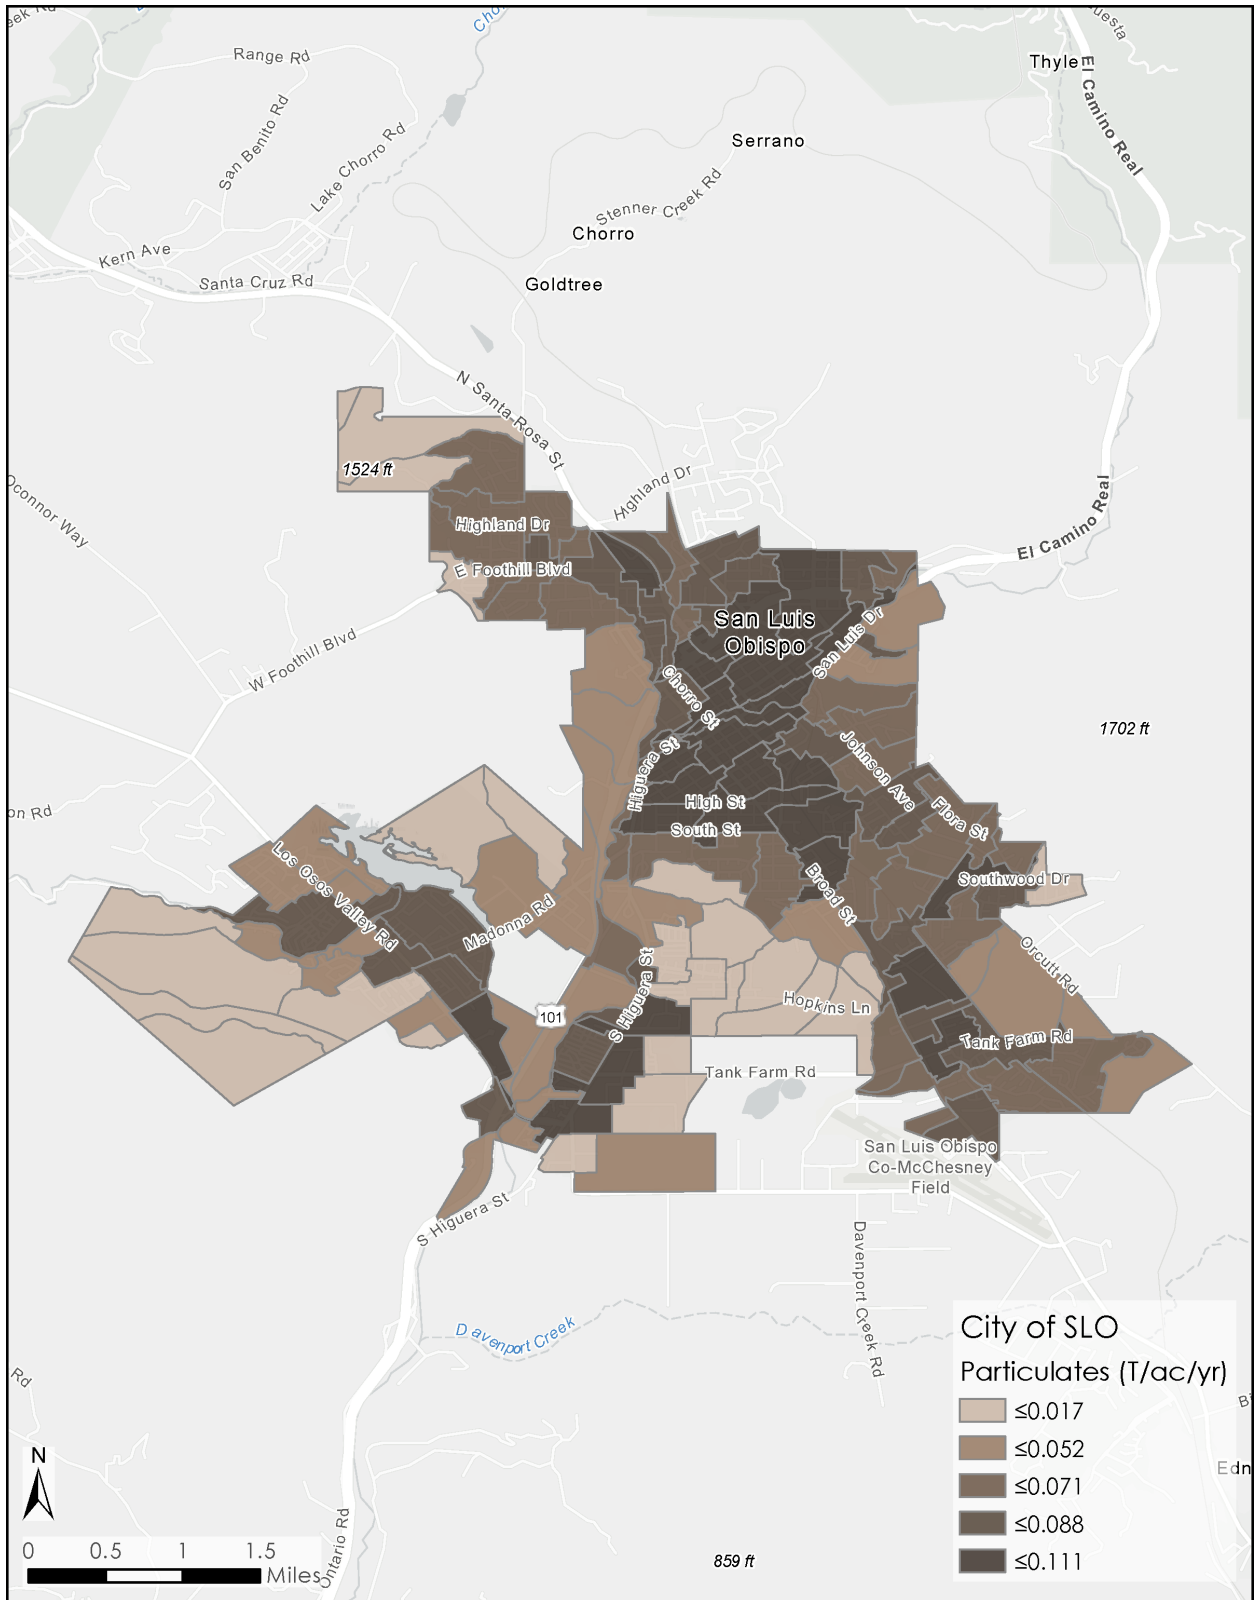 Range Rd
San Benito Rd
Lake Chorro Rd
Thyle
El Camino Real
Serrano
Stenner Creek Rd
Chorro
Kern Ave
Santa Cruz Rd
Goldtree
N Santa Rosa St
1524 ft
Highland Dr
Oconnor Way
Highland Dr
El Camino Real
E Foothill Blvd
San Luis
Obispo
San Luis Dr
W Foothill Blvd
Chorro St
1702 ft
Higuera St
Johnson Ave
High St
Flora St
South St
on Rd
Los Osos Valley Rd
Broad St
Southwood Dr
Madonna Rd
Orcutt Rd
S Higuera St
Hopkins Ln
101
Tank Farm Rd
Tank Farm Rd
San Luis Obispo
Co-McChesney
Field
S Higuera St
Davenport Creek Rd
Davenport Creek
City of SLO
Particulates (T/ac/yr)
≤0.017
≤0.052
≤0.071
≤0.088
≤0.111
Rd
N
0 0.5 1 1.5
Miles
Ontario Rd
859 ft
Edn